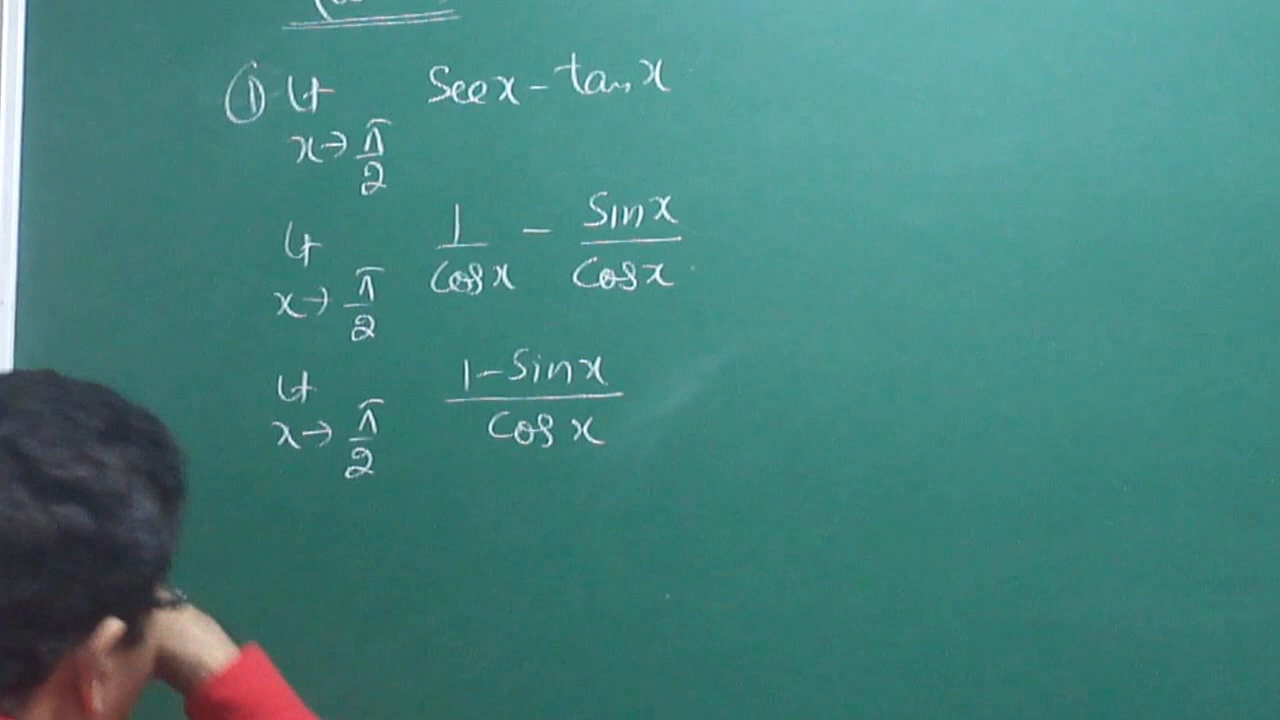 ① Lt secx - tanx
x→ π/2
Lt 1/cosx - sinx/cosx
x→ π/2
Lt 1-sinx/cosx
x→ π/2